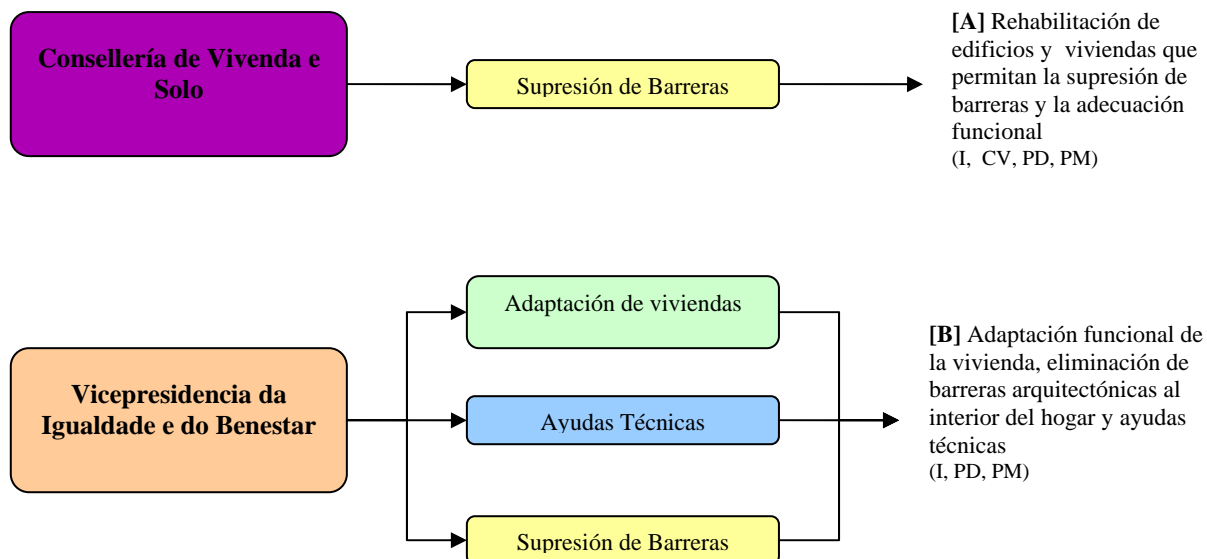 Consellería de Vivenda e
Solo
Supresión de Barreras
[A] Rehabilitación de
edificios y viviendas que
permitan la supresión de
barreras y la adecuación
funcional
(I, CV, PD, PM)
Vicepresidencia da
Igualdade e do Benestar
Adaptación de viviendas
Ayudas Técnicas
Supresión de Barreras
[B] Adaptación funcional de
la vivienda, eliminación de
barreras arquitectónicas al
interior del hogar y ayudas
técnicas
(I, PD, PM)